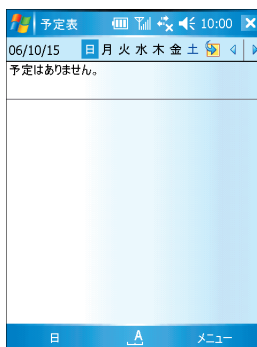 予定表 10:00
06/10/15 日 月 火 水 木 金 土
予定はありません。
日 A メニュー